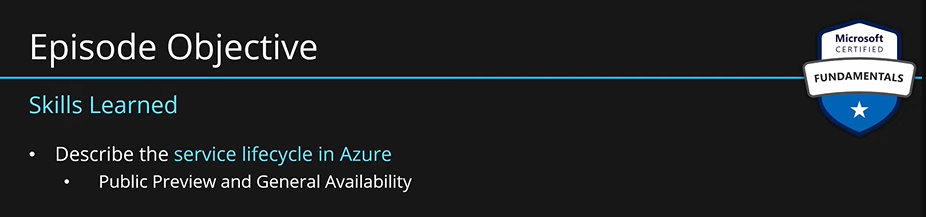 Episode Objective
Microsoft
CERTIFIED
FUNDAMENTALS
Skills Learned
• Describe the service lifecycle in Azure
• Public Preview and General Availability